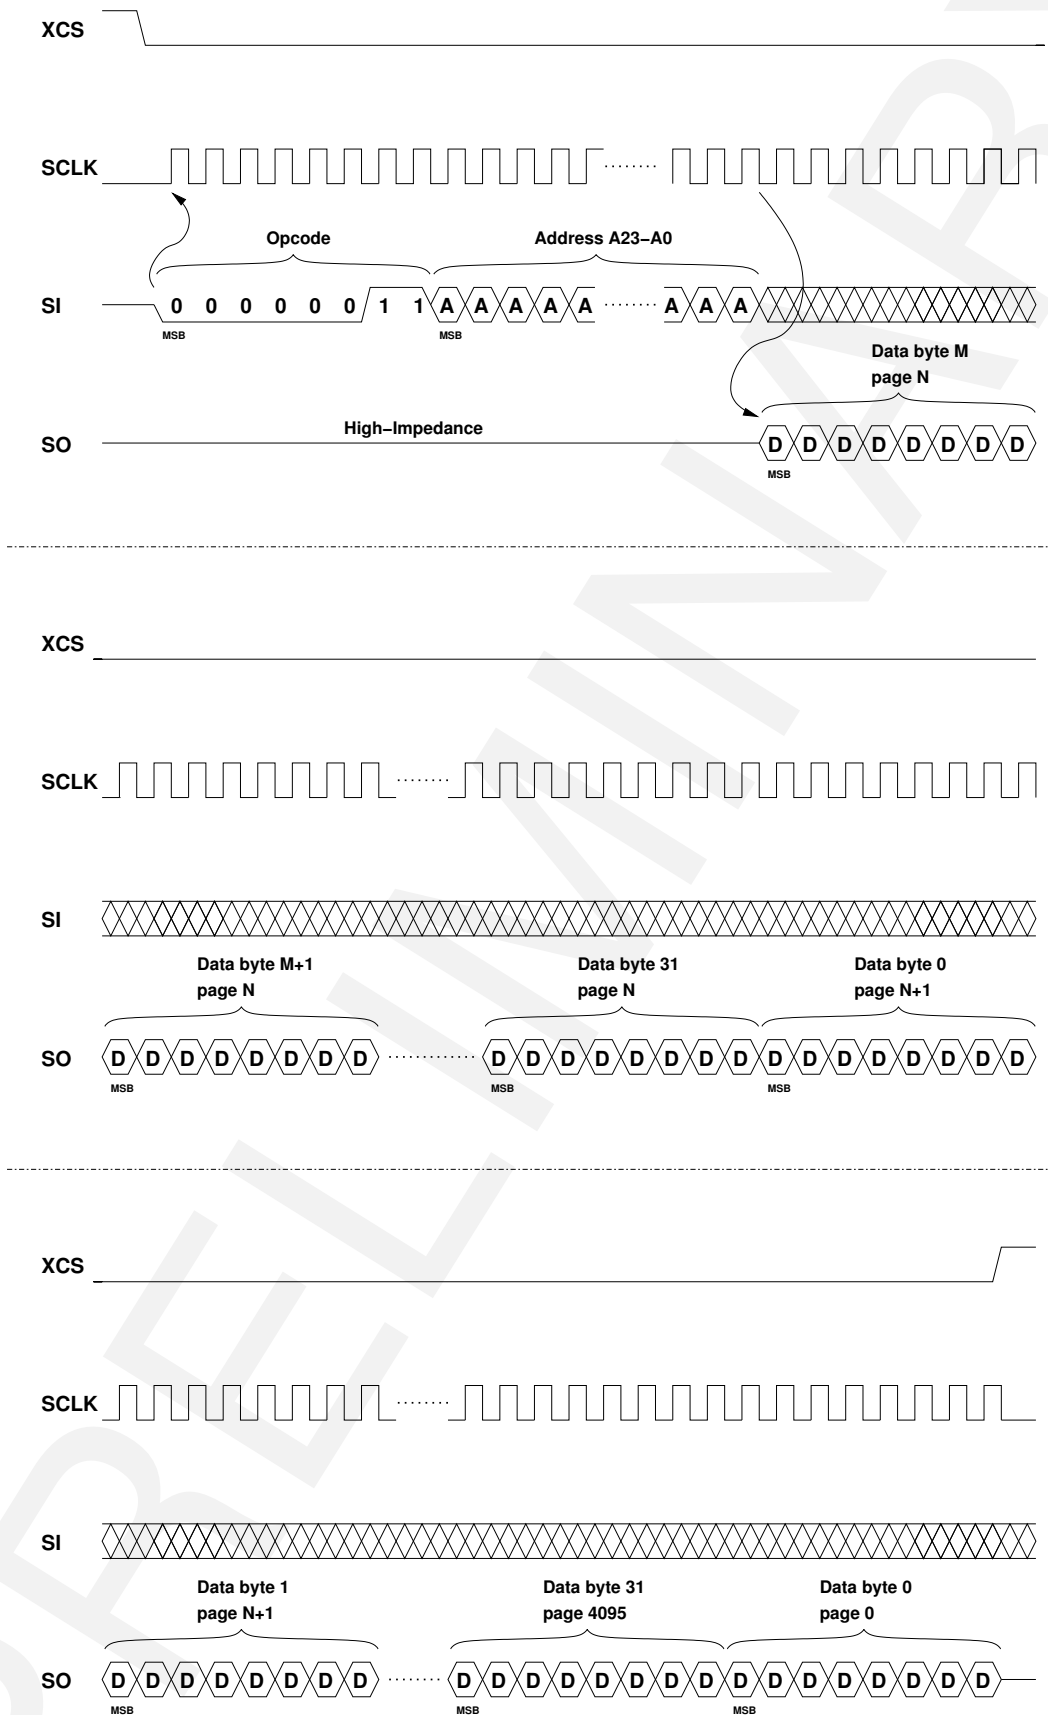 XCS
SCLK
Opcode Address A23−A0
SI 0 0 0 0 0 0 1 1 A A A A A ········ A A A
MSB MSB
Data byte M
page N
High−Impedance
SO D D D D D D D D
MSB
XCS
SCLK ········
SI
Data byte M+1 Data byte 31 Data byte 0
page N page N page N+1
SO D D D D D D D D ············· D D D D D D D D D D D D D D D D
MSB MSB MSB
XCS
SCLK ········
SI
Data byte 1 Data byte 31 Data byte 0
page N+1 page 4095 page 0
SO D D D D D D D D ········· D D D D D D D D D D D D D D D D
MSB MSB MSB
PRELIMINARY